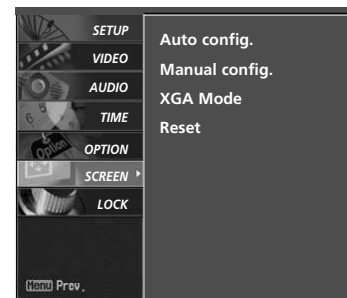 SETUP
VIDEO
AUDIO
TIME
OPTION
SCREEN
LOCK
Menu Prev.
Auto config.
Manual config.
XGA Mode
Reset